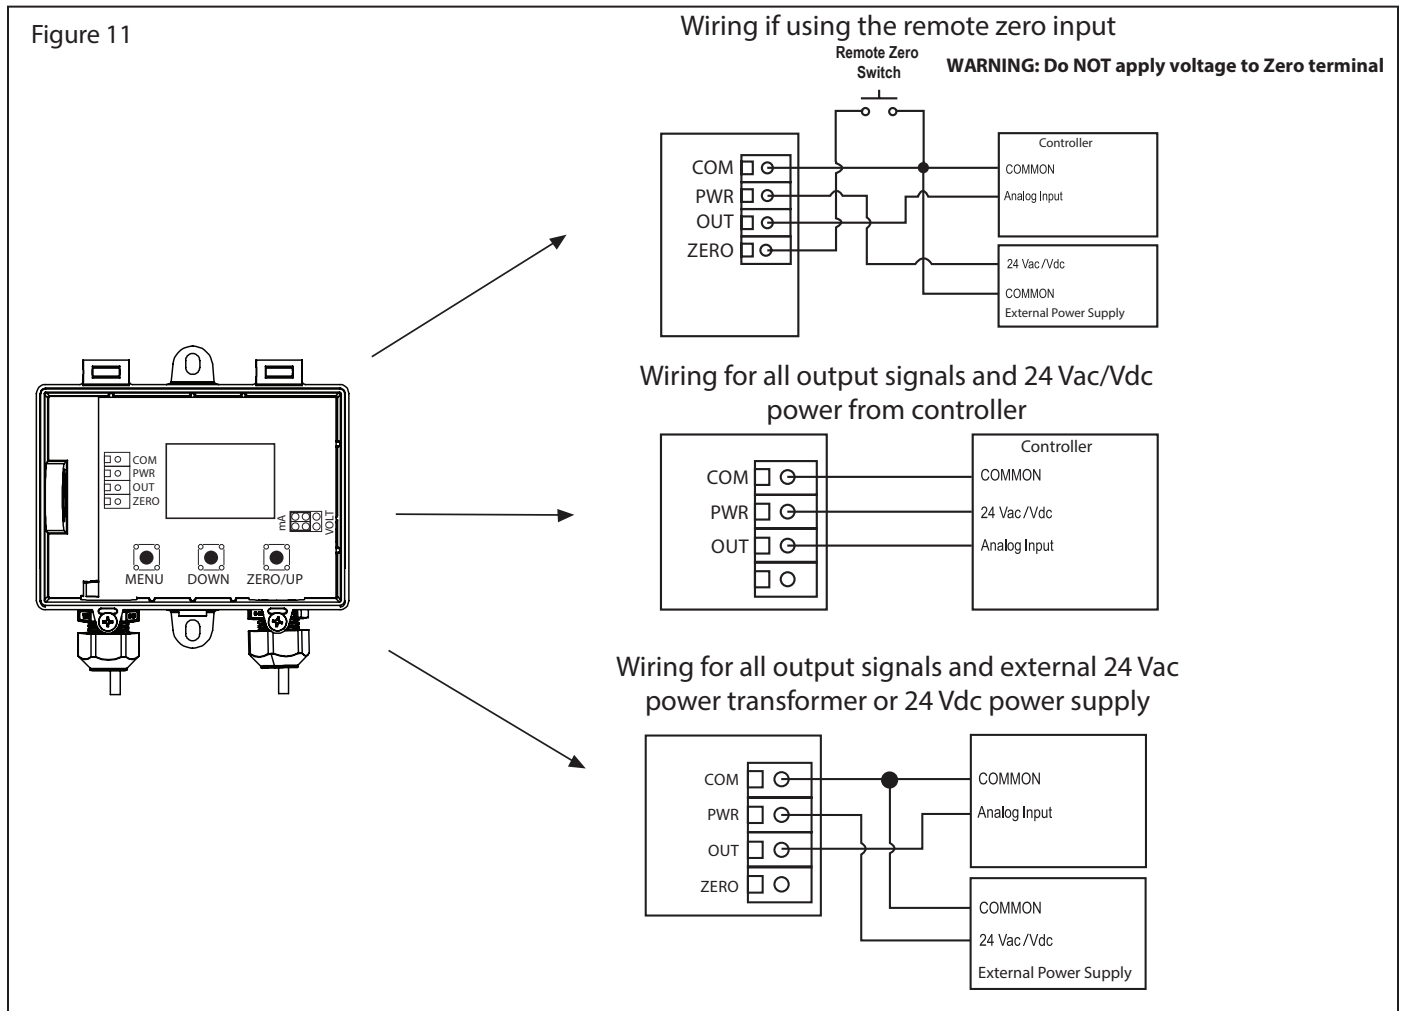 Figure 11
Wiring if using the remote zero input
Remote Zero
Switch
WARNING: Do NOT apply voltage to Zero terminal
COM
PWR
OUT
ZERO
Controller
COMMON
Analog Input
24 Vac/Vdc
COMMON
External Power Supply
COM
PWR
OUT
ZERO
mA
VOLT
MENU
DOWN
ZERO/UP
Wiring for all output signals and 24 Vac/Vdc
power from controller
COM
PWR
OUT
Controller
COMMON
24 Vac/Vdc
Analog Input
Wiring for all output signals and external 24 Vac
power transformer or 24 Vdc power supply
COM
PWR
OUT
ZERO
COMMON
Analog Input
COMMON
24 Vac/Vdc
External Power Supply